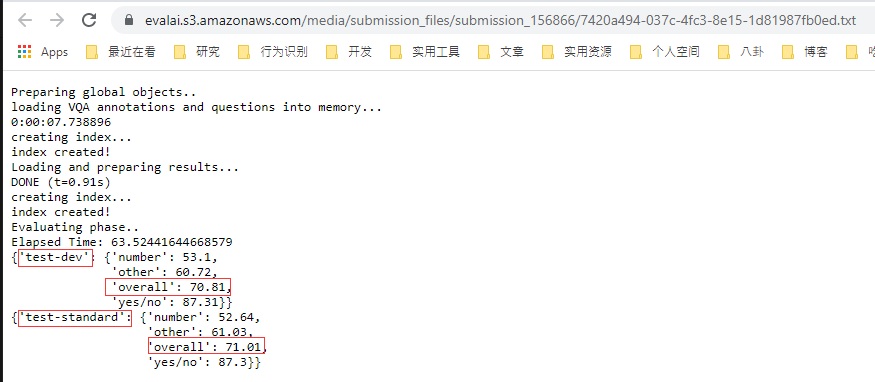 evalai.s3.amazonaws.com/media/submission_files/submission_156866/7420a494-037c-4fc3-8e15-1d81987fb0ed.txt
Apps 最近在看 研究 行为识别 开发 实用工具 文章 实用资源 个人空间 八卦 博客
Preparing global objects..
loading VQA annotations and questions into memory...
0:00:07.738896
creating index...
index created!
Loading and preparing results...
DONE (t=0.91s)
creating index...
index created!
Evaluating phase..
Elapsed Time: 63.52441644668579
{'test-dev': {'number': 53.1,
'other': 60.72,
'overall': 70.81,
'yes/no': 87.31}}
{'test-standard': {'number': 52.64,
'other': 61.03,
'overall': 71.01,
'yes/no': 87.3}}